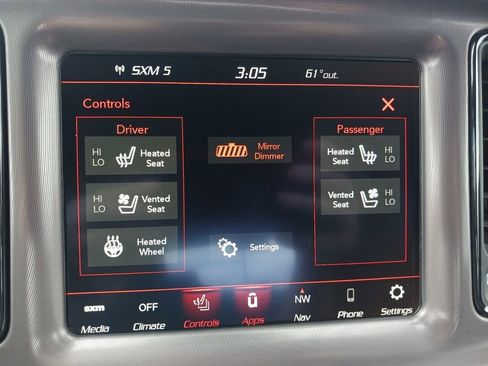 SXM 5 3:05 61°out.
Controls
Driver
Passenger
HI
LO
Heated
Seat
Mirror
Dimmer
Heated
Seat
HI
LO
HI
LO
Vented
Seat
Vented
Seat
HI
LO
Heated
Wheel
Settings
sxm OFF NW
Media Climate Controls Apps Nav Phone Settings